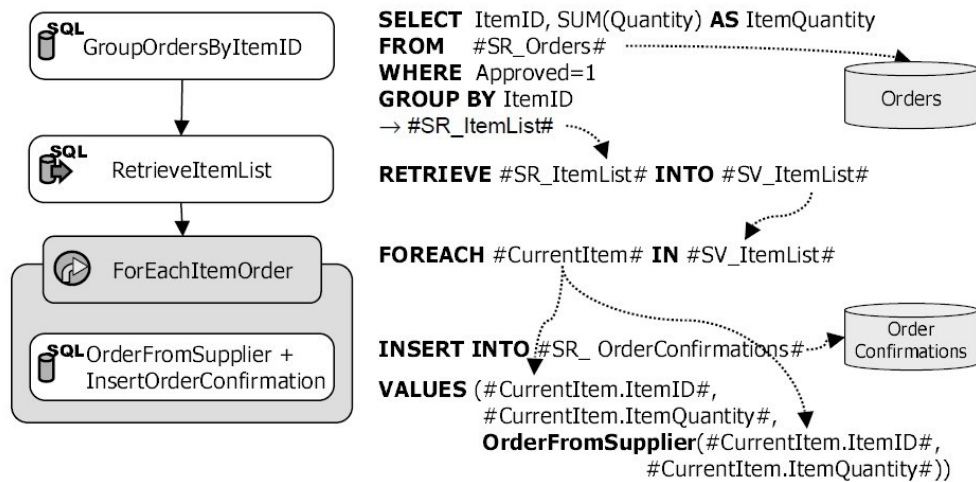 SQL
GroupOrdersByItemID
SQL
RetrieveItemList
ForEachItemOrder
SQL
OrderFromSupplier +
InsertOrderConfirmation
SELECT ItemID, SUM(Quantity) AS ItemQuantity
FROM #SR_Orders#
WHERE Approved=1
GROUP BY ItemID
→ #SR_ItemList#
Orders
RETRIEVE #SR_ItemList# INTO #SV_ItemList#
FOREACH #CurrentItem# IN #SV_ItemList#
Order
Confirmations
INSERT INTO #SR_ OrderConfirmations#
VALUES (#CurrentItem.ItemID#,
#CurrentItem.ItemQuantity#,
OrderFromSupplier(#CurrentItem.ItemID#,
#CurrentItem.ItemQuantity#))